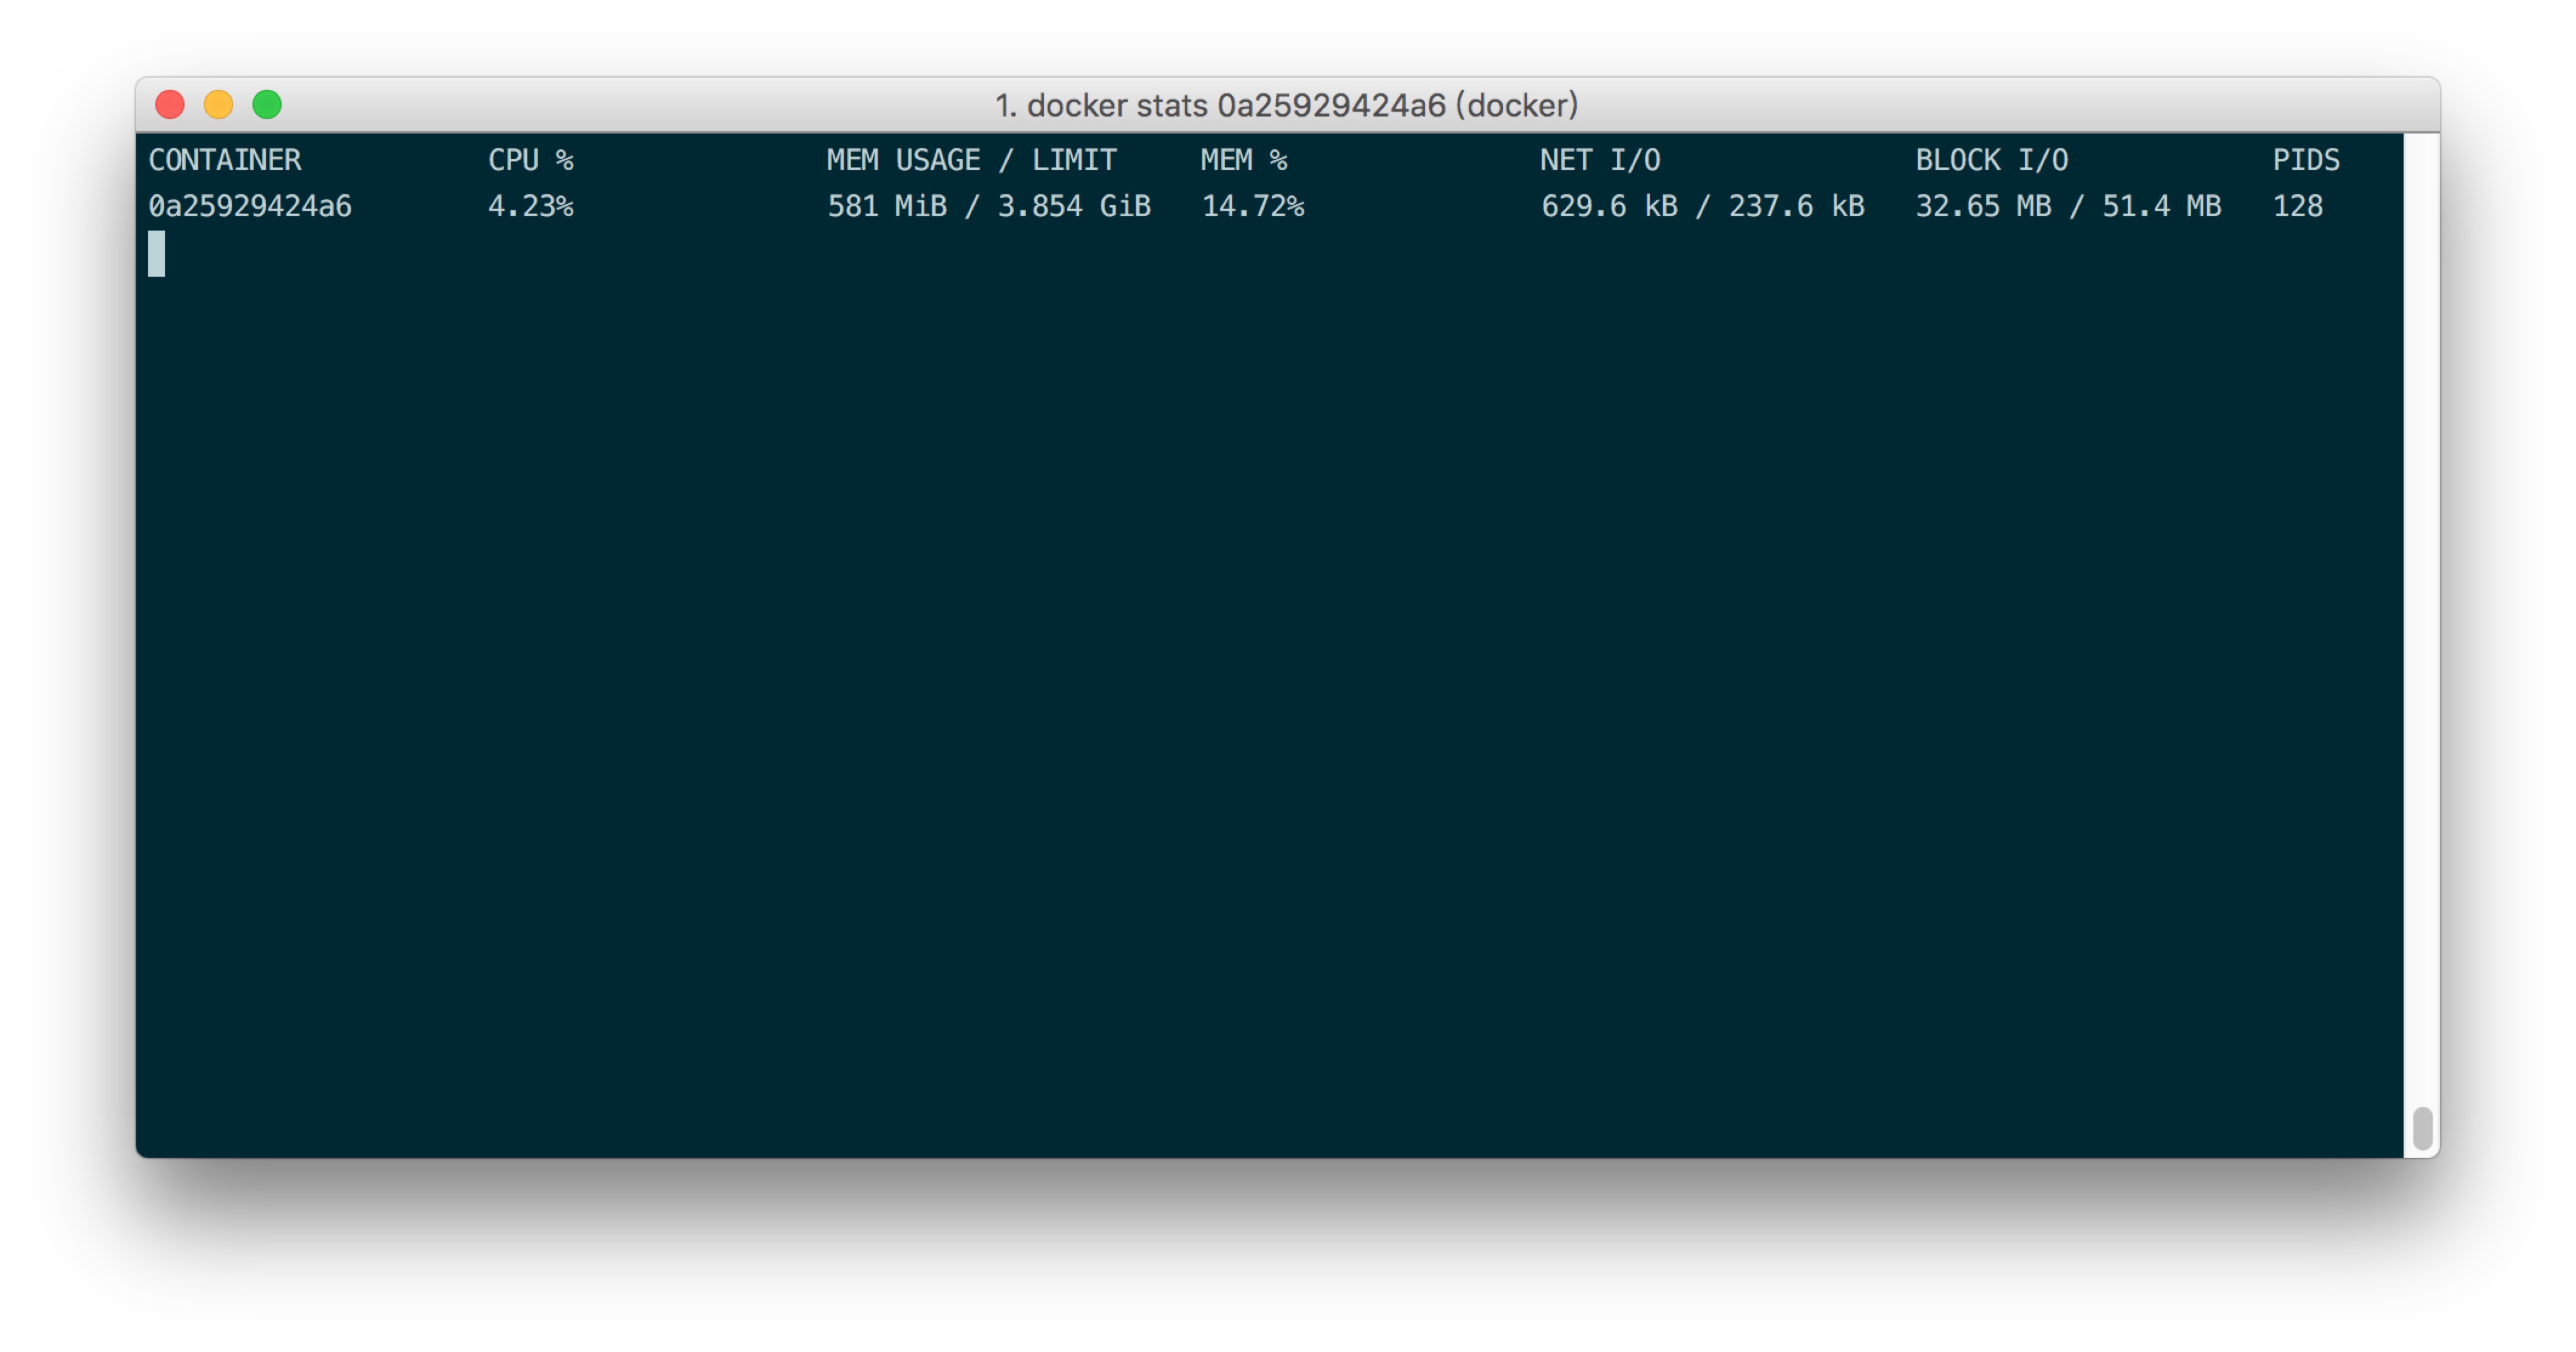 1. docker stats 0a25929424a6 (docker)
CONTAINER CPU % MEM USAGE / LIMIT MEM % NET I/O BLOCK I/O PIDS
0a25929424a6 4.23% 581 MiB / 3.854 GiB 14.72% 629.6 kB / 237.6 kB 32.65 MB / 51.4 MB 128